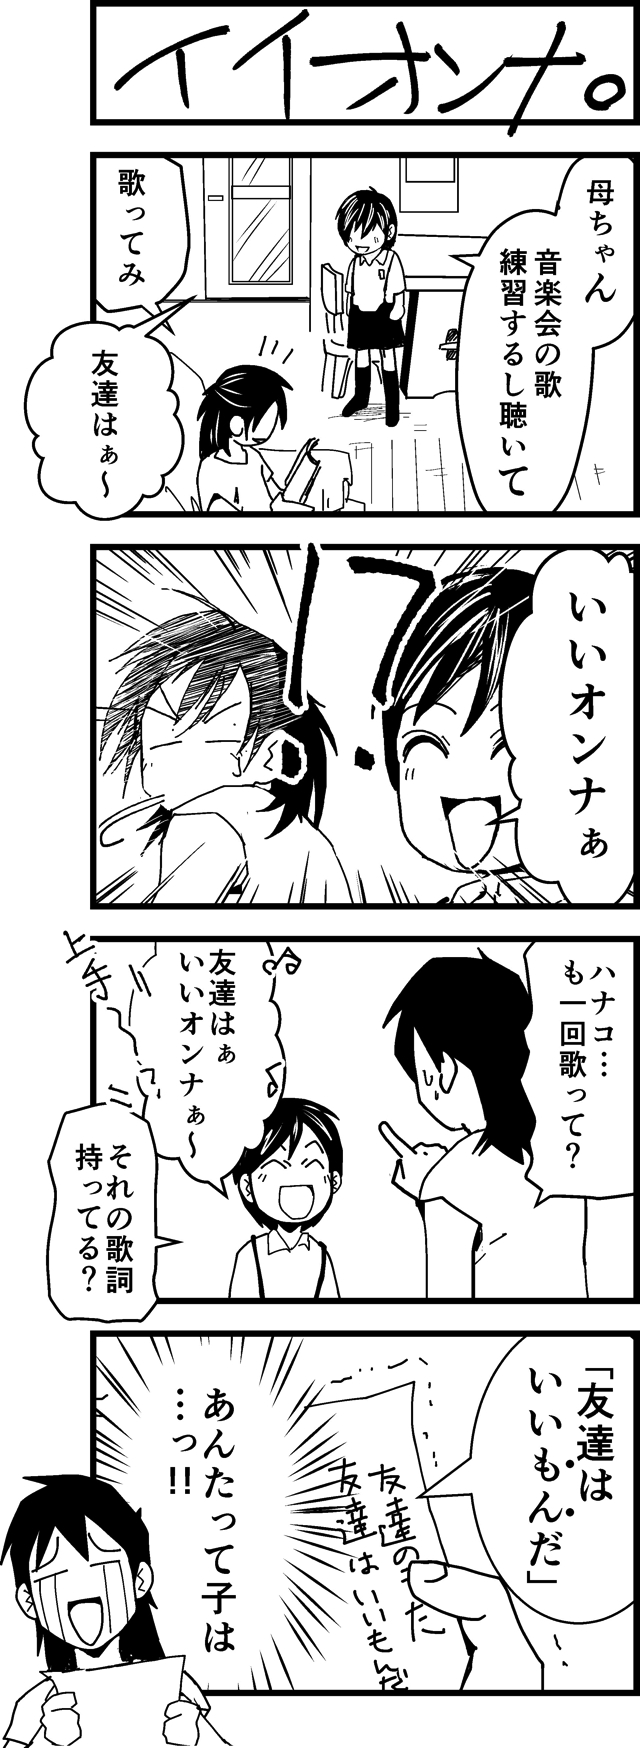 イイオンナ。
母ちゃん
音楽会の歌
練習するし聴いて
歌ってみ
友達はぁ～
いいオンナぁ
ハナコ…
も一回歌って？
友達はぁ
いいオンナぁ～
上手
それの歌詞
持ってる？
「友達は
いいもんだ」
友達のうた
友達はいいもんだ
あんたって子は
…っ!!